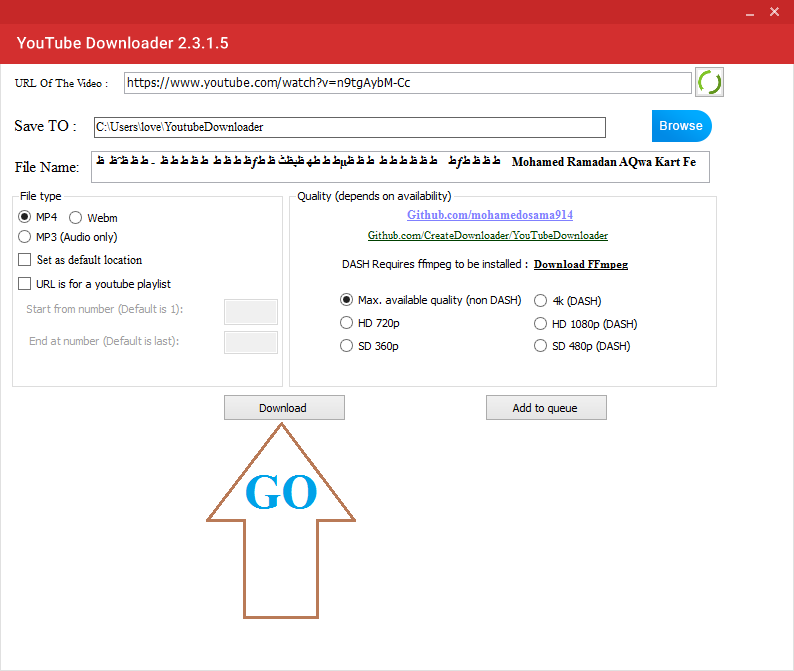 YouTube Downloader 2.3.1.5
URL Of The Video :
https://www.youtube.com/watch?v=n9tgAybM-Cc
Save TO :
C:\Users\love\YoutubeDownloader
Browse
File Name:
Mohamed Ramadan AQwa Kart Fe
File type
MP4
Webm
MP3 (Audio only)
Set as default location
URL is for a youtube playlist
Start from number (Default is 1):
End at number (Default is last):
Quality (depends on availability)
Github.com/mohamedosama914
Github.com/CreateDownloader/YouTubeDownloader
DASH Requires ffmpeg to be installed : Download FFmpeg
Max. available quality (non DASH)
4k (DASH)
HD 720p
HD 1080p (DASH)
SD 360p
SD 480p (DASH)
Download
Add to queue
GO